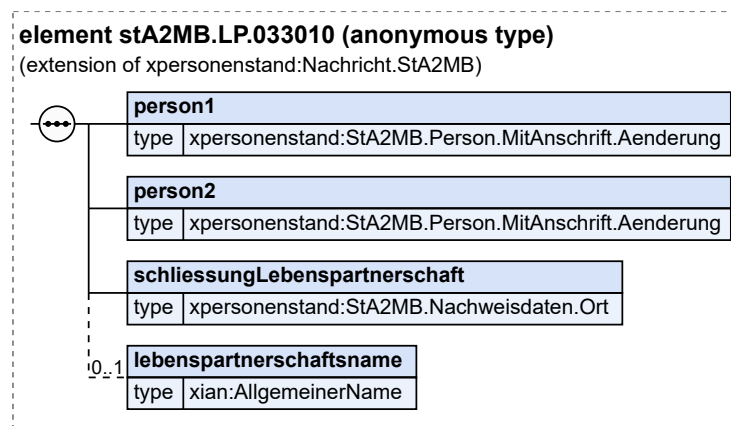 element stA2MB.LP.033010 (anonymous type)
(extension of xpersonenstand:Nachricht.StA2MB)
person1
type xpersonenstand:StA2MB.Person.MitAnschrift.Aenderung
person2
type xpersonenstand:StA2MB.Person.MitAnschrift.Aenderung
schliessungLebenspartnerschaft
type xpersonenstand:StA2MB.Nachweisdaten.Ort
0..1 lebenspartnerschaftsname
type xian:AllgemeinerName